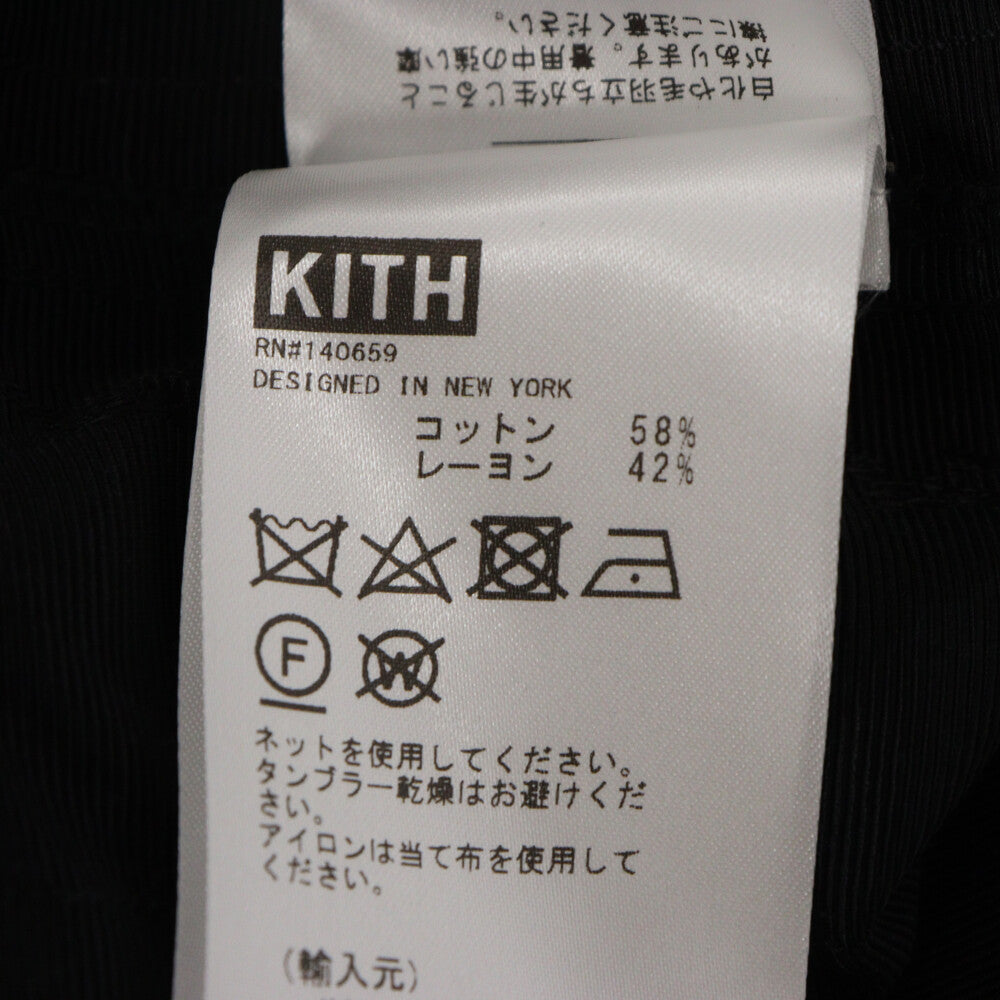 白化や毛羽立ちが生じること
があります。着用中の強い摩
擦にご注意ください。
KITH
RN#140659
DESIGNED IN NEW YORK
コットン 58%
レーヨン 42%
F
W
ネットを使用してください。
タンブラー乾燥はお避けくだ
さい。
アイロンは当て布を使用して
ください。
(輸入元)